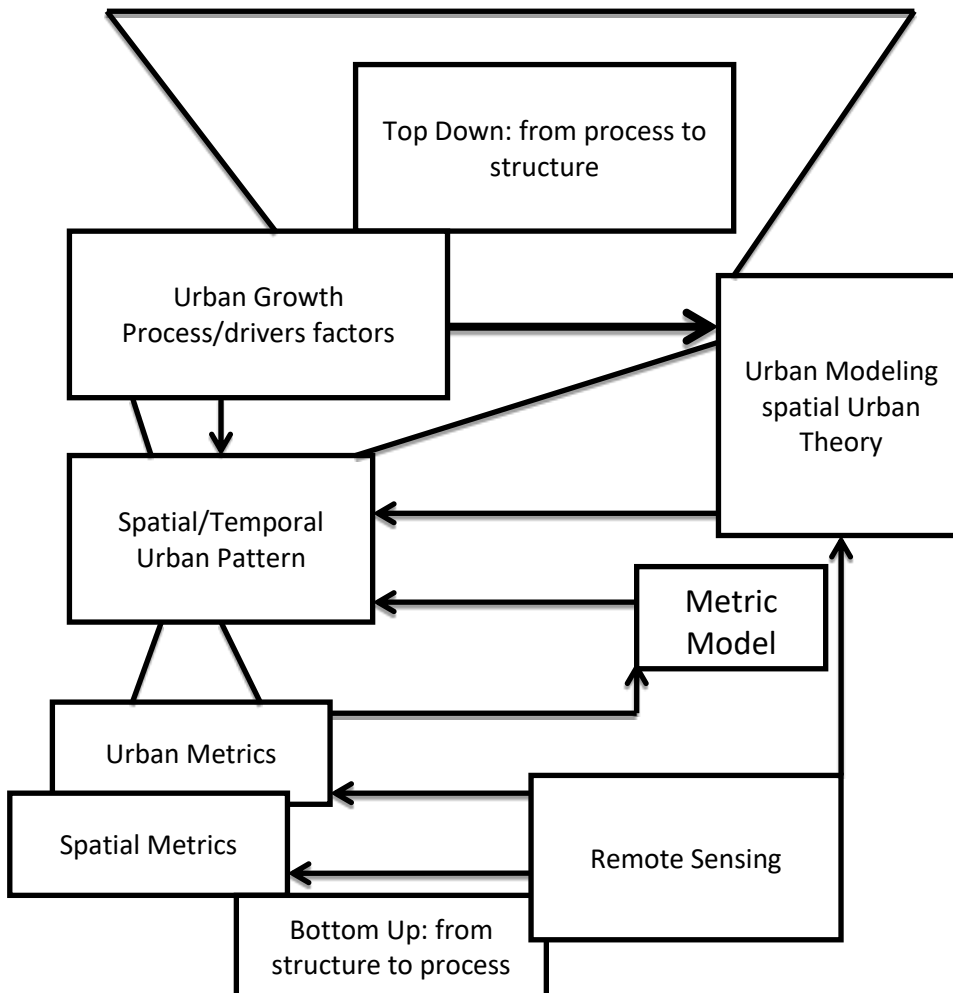 Top Down: from process to
structure
Urban Growth
Process/drivers factors
Urban Modeling
spatial Urban
Theory
Spatial/Temporal
Urban Pattern
Metric
Model
Urban Metrics
Spatial Metrics
Remote Sensing
Bottom Up: from
structure to process